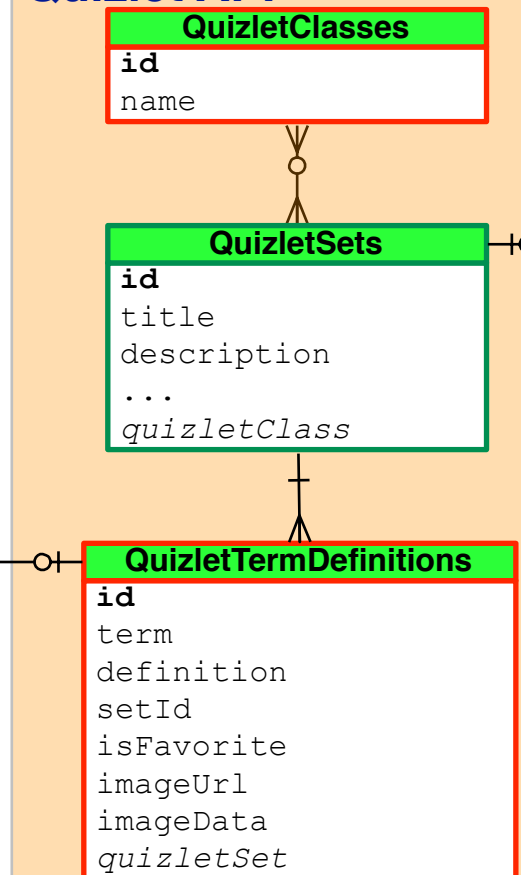 QuizletClasses
id
name
QuizletSets
id
title
description
...
quizletClass
QuizletTermDefinitions
id
term
definition
setId
isFavorite
imageUrl
imageData
quizletSet